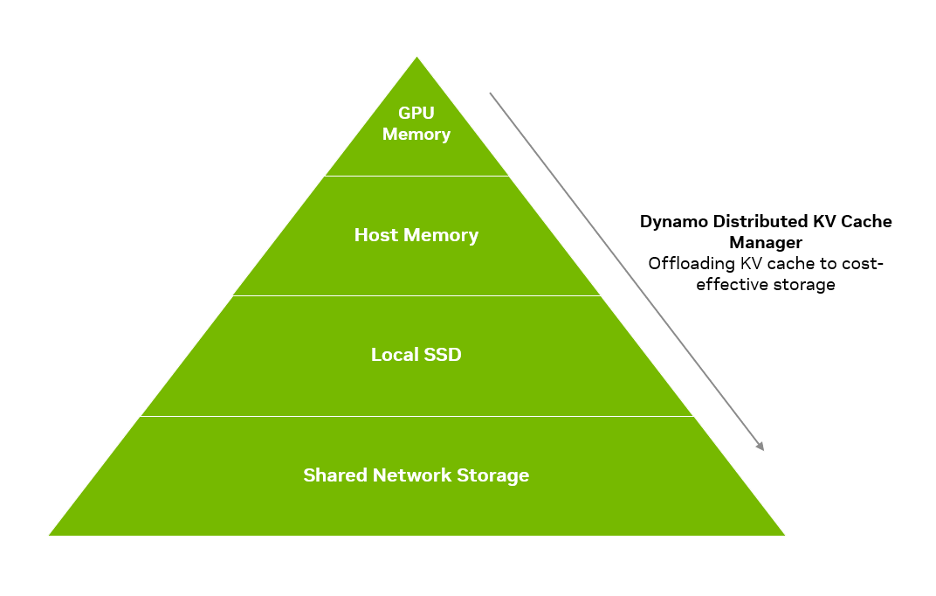 GPU
Memory
Host Memory
Local SSD
Shared Network Storage
Dynamo Distributed KV Cache
Manager
Offloading KV cache to cost-
effective storage